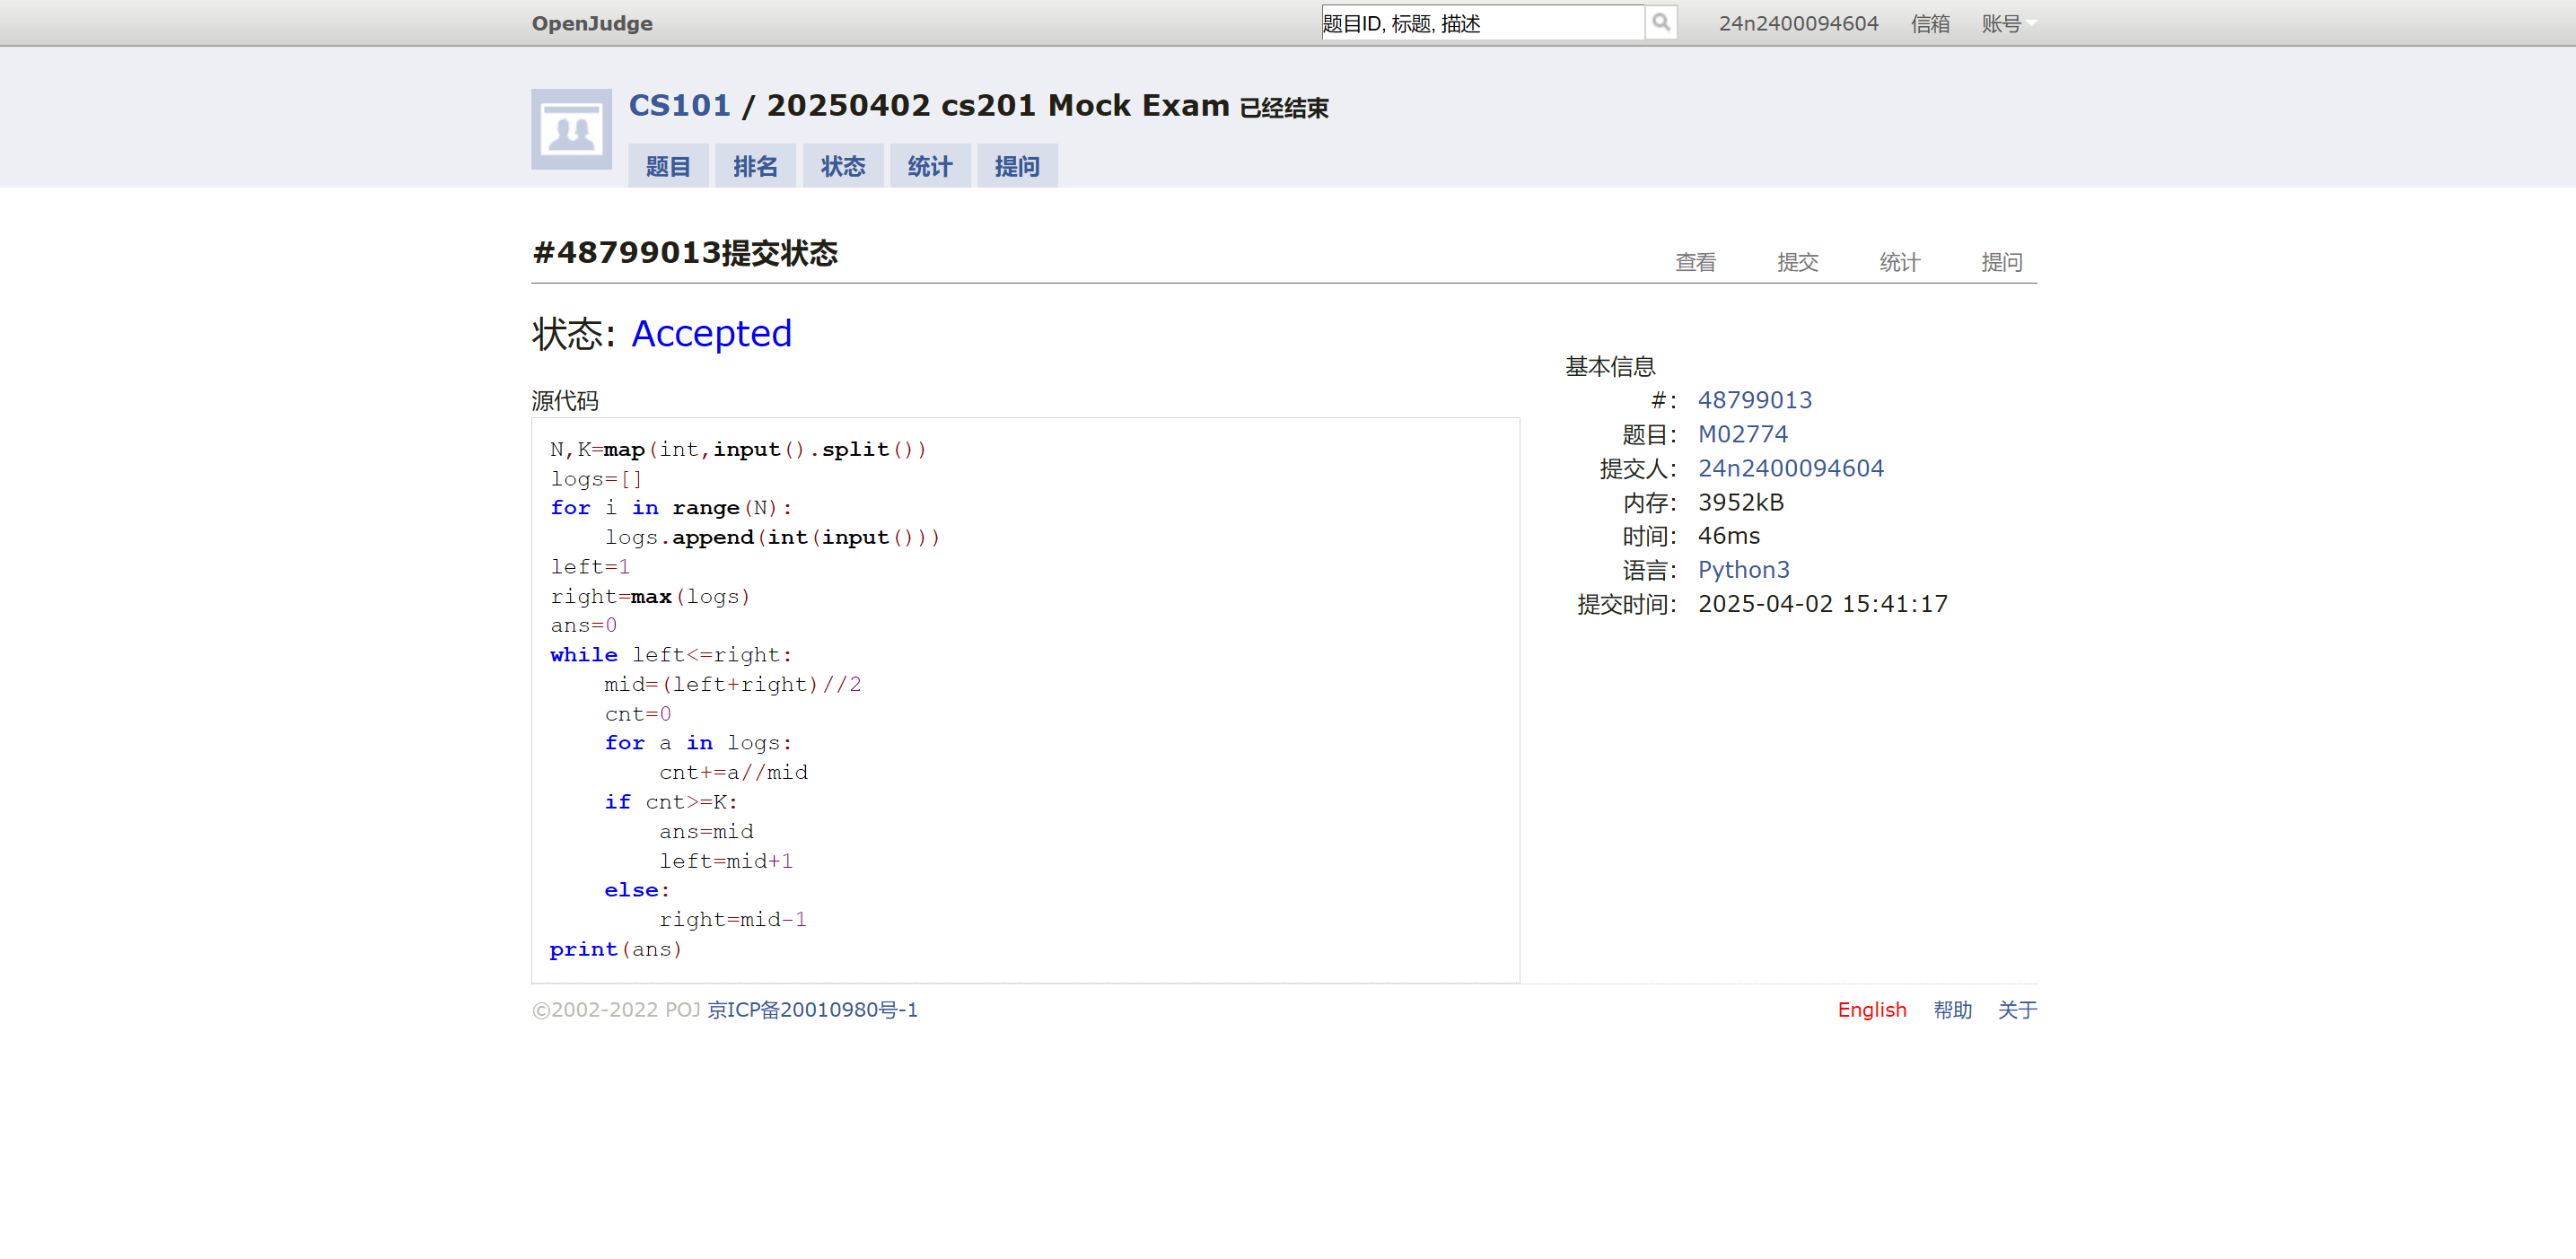 OpenJudge
题目ID, 标题, 描述
24n2400094604 信箱 账号
CS101 / 20250402 cs201 Mock Exam 已经结束
题目 排名 状态 统计 提问
#48799013提交状态
查看 提交 统计 提问
状态: Accepted
源代码
N,K=map(int,input().split())
logs=[]
for i in range(N):
    logs.append(int(input()))
left=1
right=max(logs)
ans=0
while left<=right:
    mid=(left+right)//2
    cnt=0
    for a in logs:
        cnt+=a//mid
    if cnt>=K:
        ans=mid
        left=mid+1
    else:
        right=mid-1
print(ans)
基本信息
#: 48799013
题目: M02774
提交人: 24n2400094604
内存: 3952kB
时间: 46ms
语言: Python3
提交时间: 2025-04-02 15:41:17
©2002-2022 POJ 京ICP备20010980号-1
English 帮助 关于